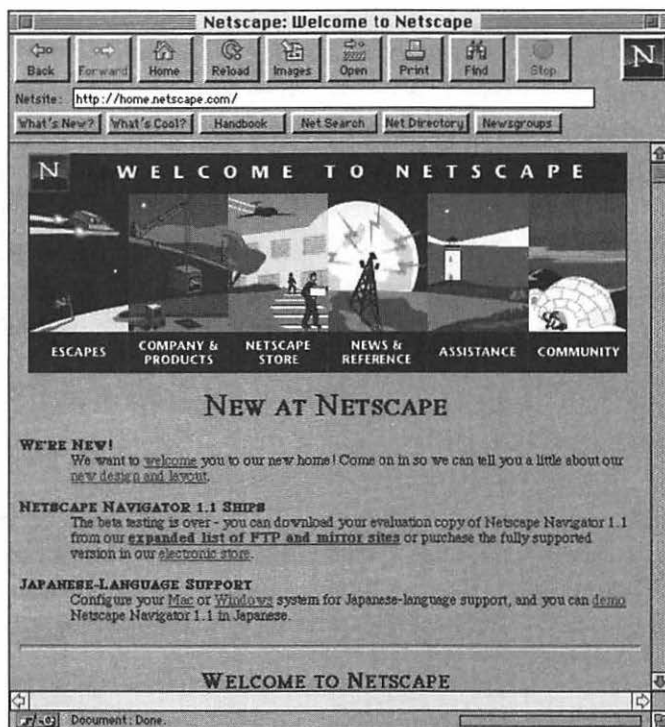 Netscape: Welcome to Netscape
Back Forward Home Reload Images Open Print Find Stop N
Netsite: http://home.netscape.com/
What's New? What's Cool? Handbook Net Search Net Directory Newsgroups
N WELCOME TO NETSCAPE
N
ESCAPES COMPANY & PRODUCTS NETSCAPE STORE NEWS & REFERENCE ASSISTANCE COMMUNITY
NEW AT NETSCAPE
WE'RE NEW!
We want to welcome you to our new home! Come on in so we can tell you a little about our
new design and layout.
NETSCAPE NAVIGATOR 1.1 SHIPS
The beta testing is over - you can download your evaluation copy of Netscape Navigator 1.1
from our expanded list of FTP and mirror sites or purchase the fully supported
version in our electronic store.
JAPANESE-LANGUAGE SUPPORT
Configure your Mac or Windows system for Japanese-language support, and you can demo
Netscape Navigator 1.1 in Japanese.
WELCOME TO NETSCAPE
Document: Done.